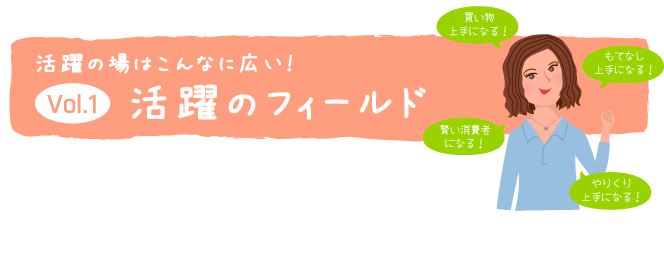 活躍の場はこんなに広い！
Vol.1 活躍のフィールド
買い物
上手になる！
もてなし
上手になる！
賢い消費者
になる！
やりくり
上手になる！